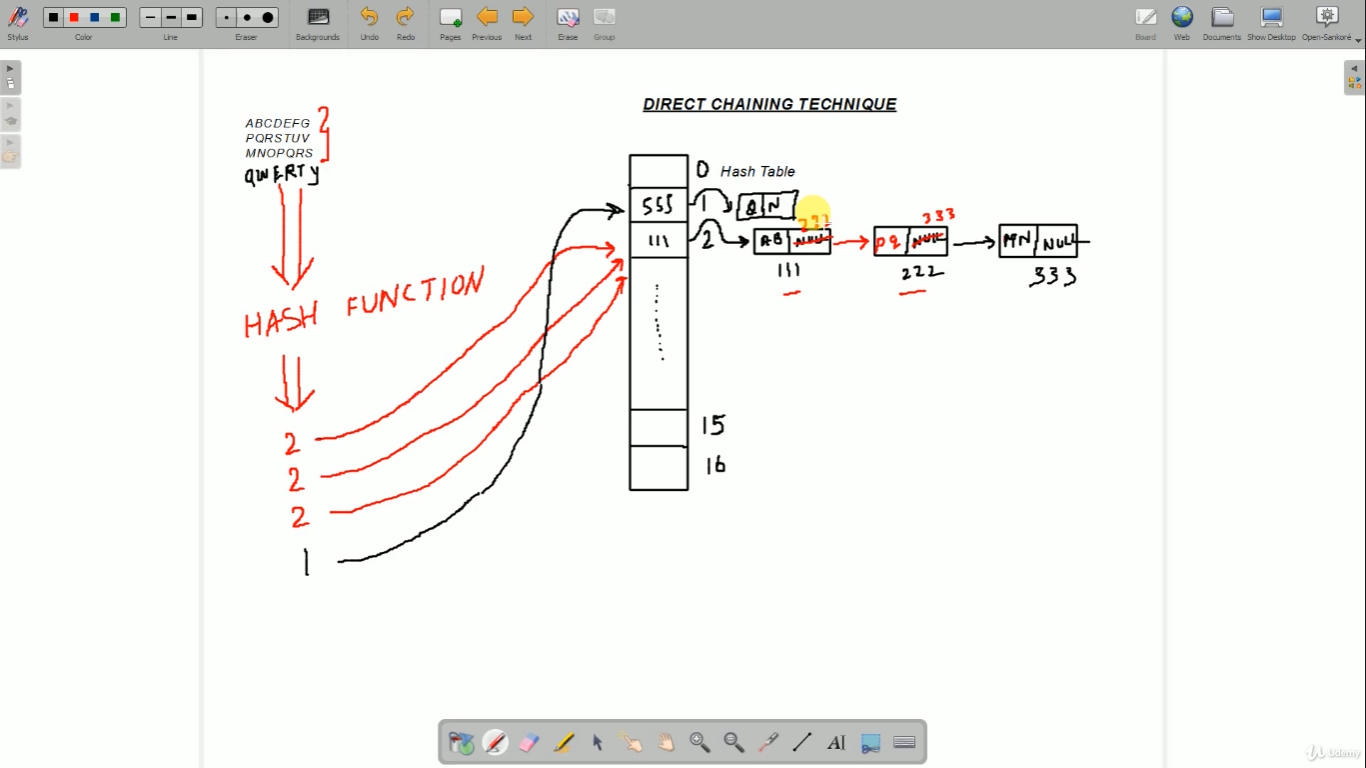 Stylus Color Line Eraser Backgrounds Undo Redo Pages Previous Next Erase Group Board Web Documents Show Desktop Open-Sankoré
DIRECT CHAINING TECHNIQUE
ABCDEFG
PQRSTUV
MNOPQRS
QWERTY
0 Hash Table
555 1 Q N
222 333
111 2 AB NULL PQ NULL MN NULL
111 222 333
HASH FUNCTION
15
2
16
2
2
1
AI
Udemy